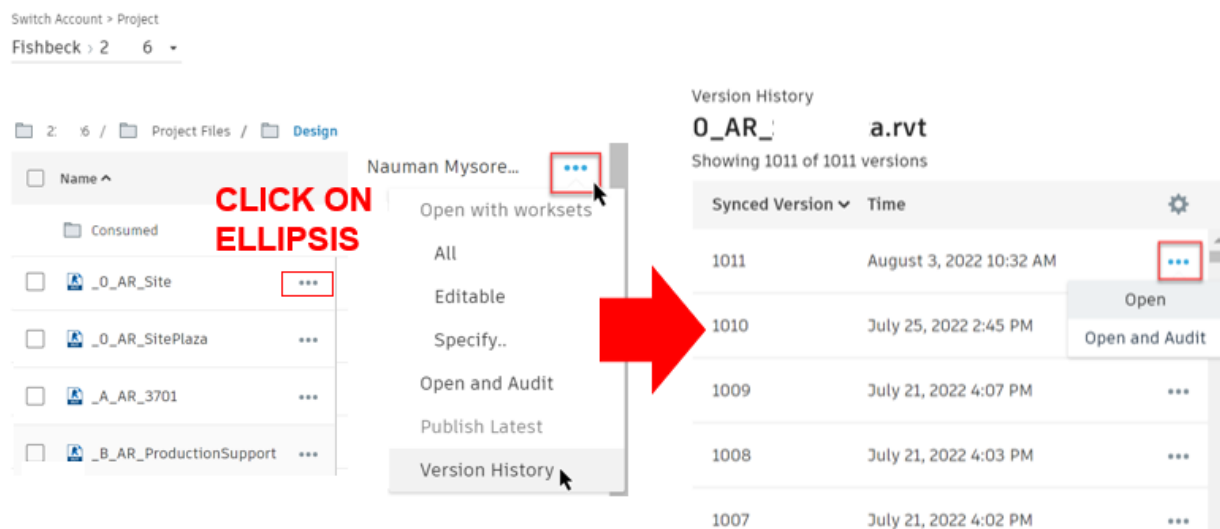 Switch Account > Project
Fishbeck > 2 6
2 6 / Project Files / Design
Name
Consumed
_0_AR_Site
_0_AR_SitePlaza
_A_AR_3701
_B_AR_ProductionSupport
CLICK ON
ELLIPSIS
Nauman Mysore...
Open with worksets
All
Editable
Specify..
Open and Audit
Publish Latest
Version History
Version History
0_AR_ a.rvt
Showing 1011 of 1011 versions
Synced Version Time
1011 August 3, 2022 10:32 AM
Open
Open and Audit
1010 July 25, 2022 2:45 PM
1009 July 21, 2022 4:07 PM
1008 July 21, 2022 4:03 PM
1007 July 21, 2022 4:02 PM